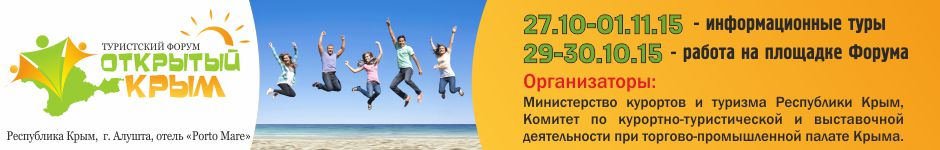 ТУРИСТСКИЙ ФОРУМ
ОТКРЫТЫЙ
КРЫМ
Республика Крым, г. Алушта, отель «Porto Mare»
27.10-01.11.15 - информационные туры
29-30.10.15 - работа на площадке Форума
Организаторы:
Министерство курортов и туризма Республики Крым,
Комитет по курортно-туристической и выставочной
деятельности при торгово-промышленной палате Крыма.